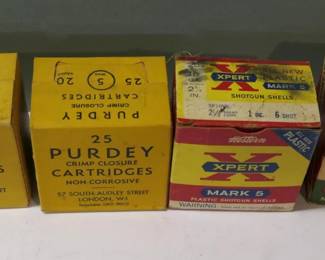 20
5
25
CARTRIDGES
CRIMP CLOSURE
PURDEY
25
PURDEY
CRIMP CLOSURE
CARTRIDGES
NON-CORROSIVE
57 SOUTH AUDLEY STREET
LONDON, W.1
XPERT
NEW
PLASTIC
MARK 5
SHOTGUN SHELLS
1 oz. 6 SHOT
Western
X
XPERT
PLASTIC
MARK 5
PLASTIC SHOTGUN SHELLS
WARNING